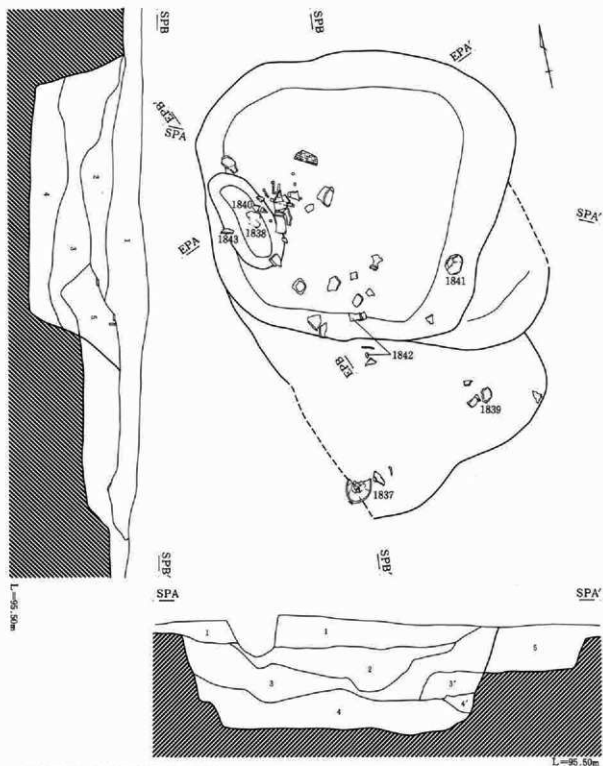 SPB
SPB
EPA'
EPB'
SPA
SPA'
EPA
1840
1838
1843
1841
1842
EPB
1839
1837
2
1
4
3
5
SPB'
SPB'
L=95.50m
SPA
SPA'
1
1
2
5
3
3'
4'
4
L=95.50m